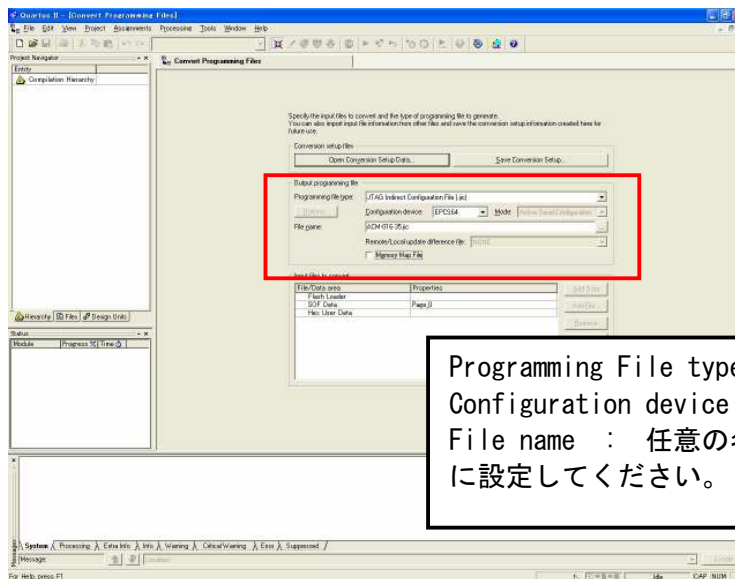 Quartus II - [Convert Programming Files]
File Edit View Project Assignments Processing Tools Window Help
Project Navigator
Entity
Compilation Hierarchy
Hierarchy Files Design Units
Status
Module Progress % Time
Convert Programming Files
Specify the input files to convert and the type of programming file to generate.
You can also import input file information from other files and save the conversion setup information created here for
future use.
Conversion setup files
Open Conversion Setup Data... Save Conversion Setup...
Output programming file
Programming file type: JTAG Indirect Configuration File (.jic)
Options... Configuration device: EPCS64 Mode: Active Serial Configuration
File name: ...
Remote/Local update difference file: NONE
Memory Map File
Input files to convert
File/Data area Properties Add Data
Flash Loader
SOF Data Page_0 Add File...
Hex User Data
Remove
Programming File type
Configuration device
File name : 任意の
に設定してください。
Messages
System Processing Extra Info Info Warning Critical Warning Error Suppressed
Message: Location: Locate
For Help, press F1 Idle CAP NUM